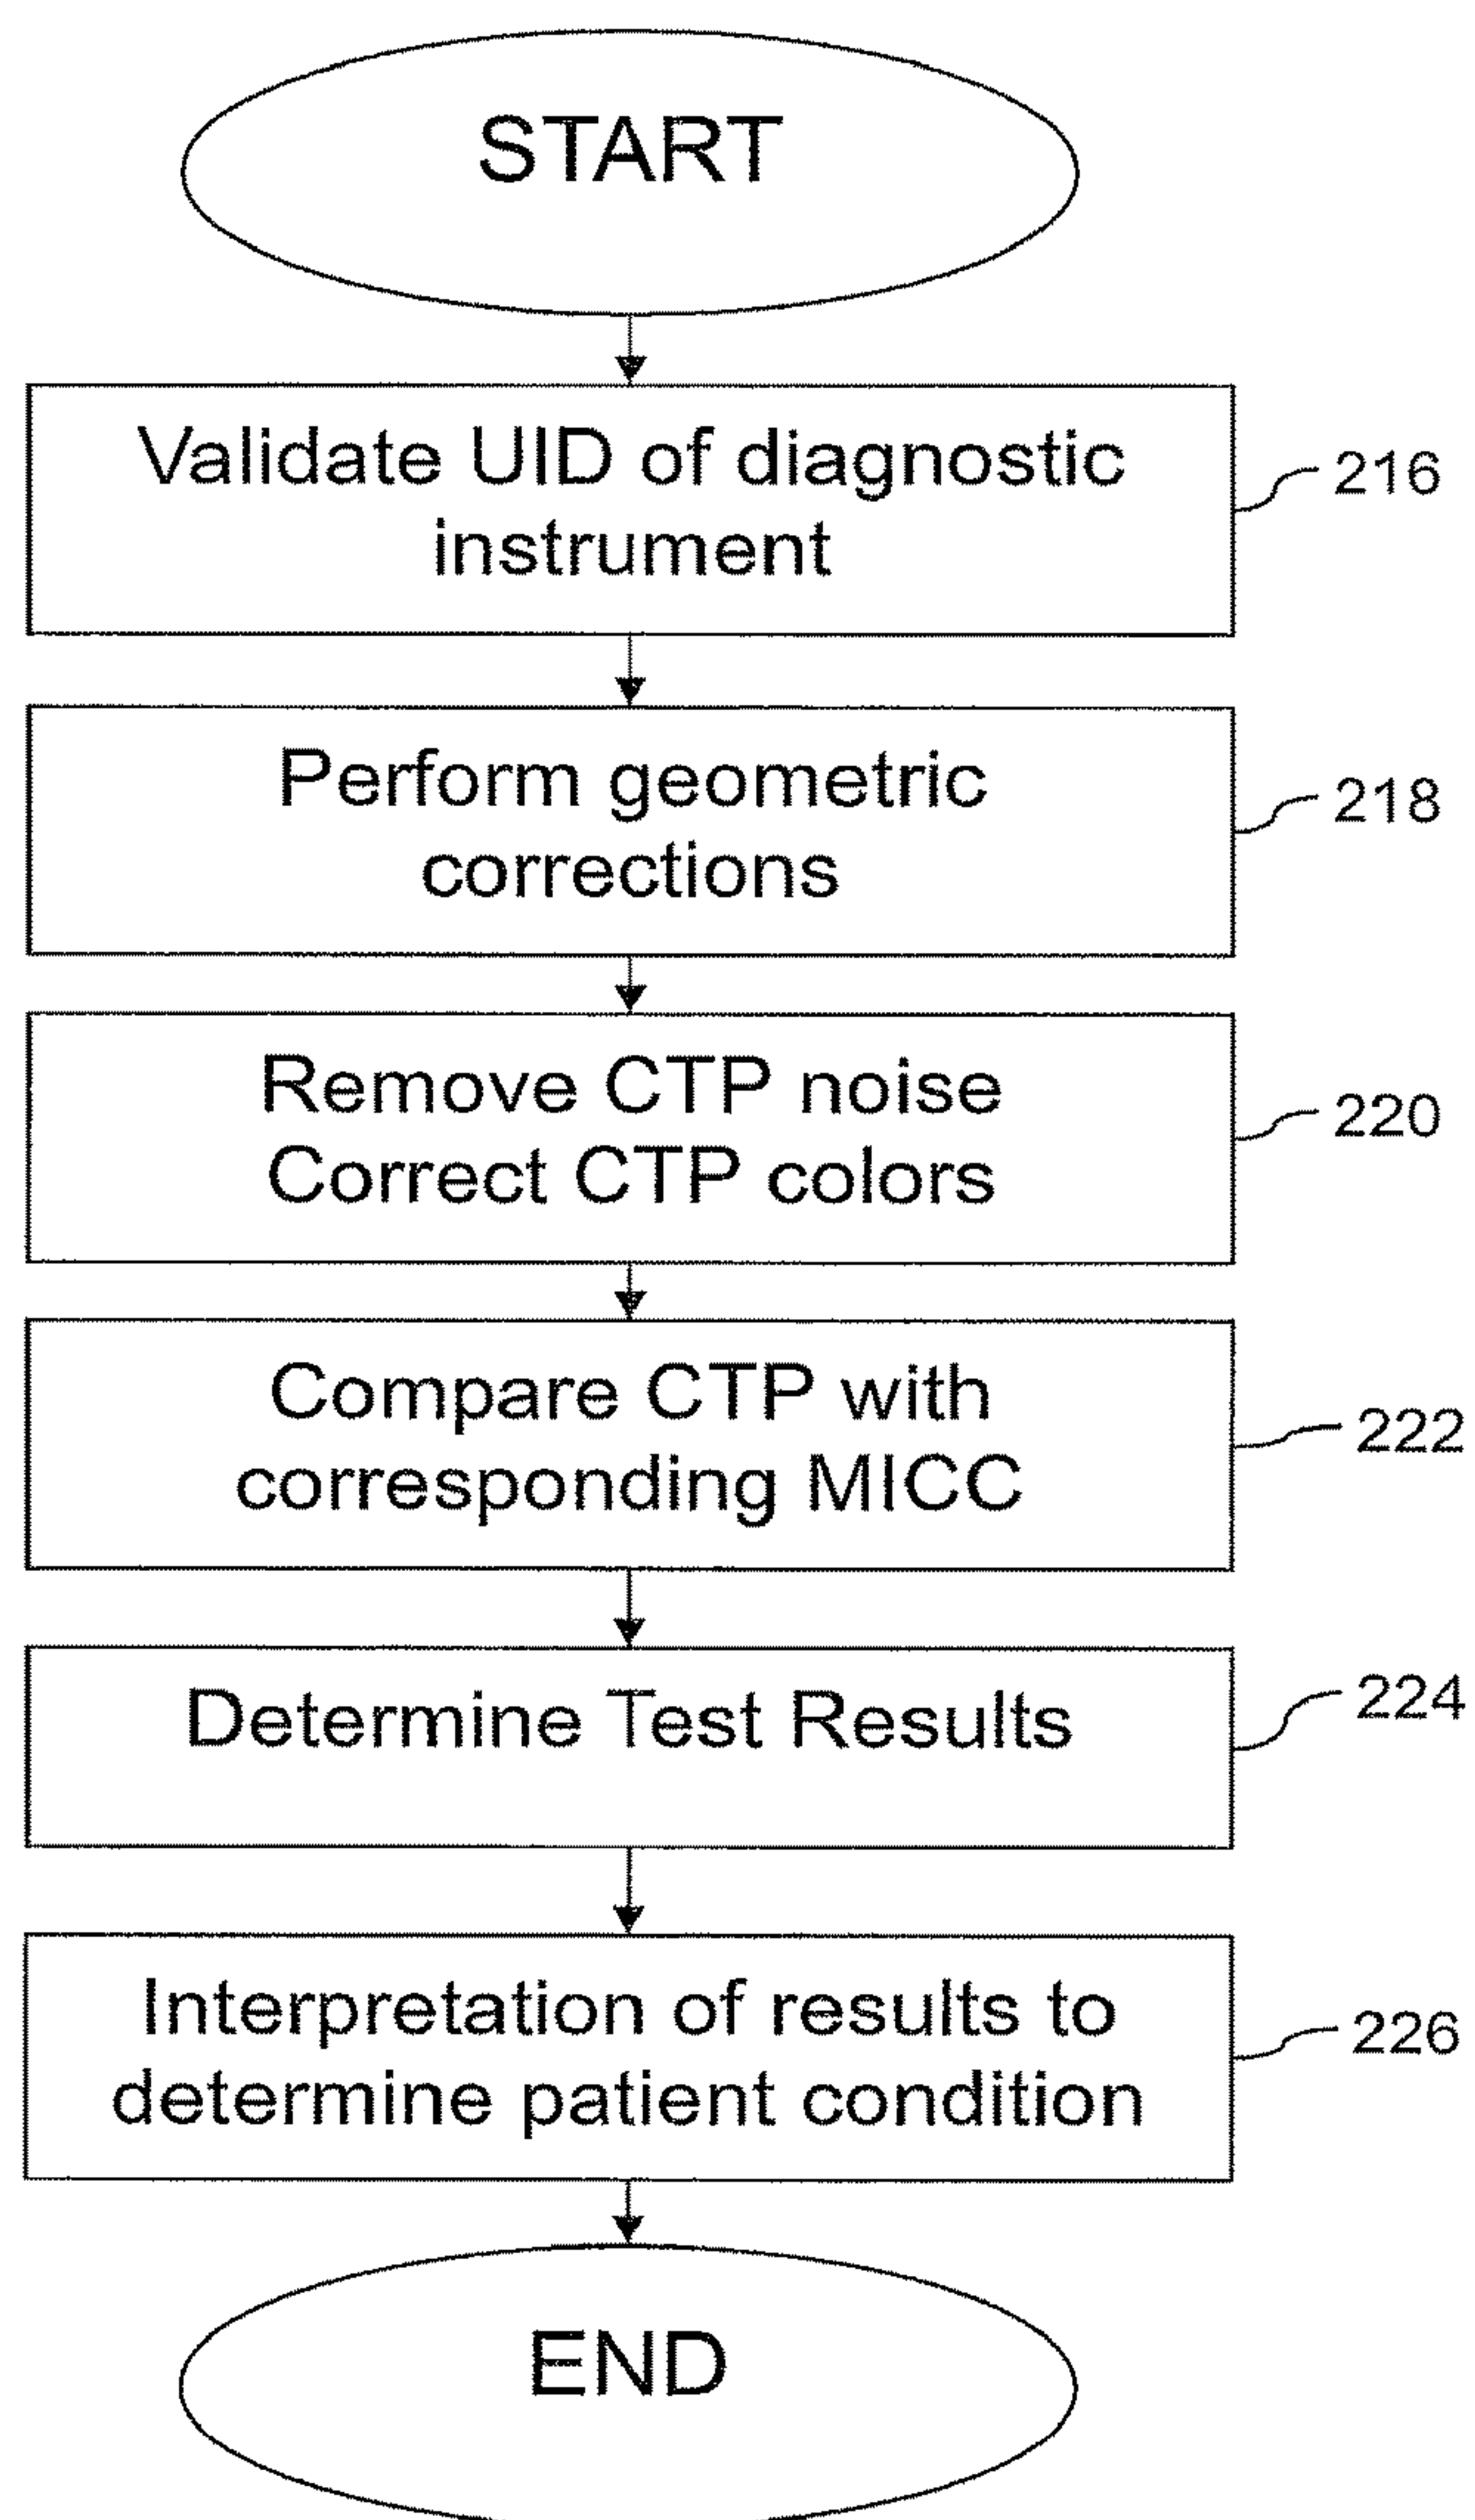 START
Validate UID of diagnostic
instrument
216
Perform geometric
corrections
218
Remove CTP noise
Correct CTP colors
220
Compare CTP with
corresponding MICC
222
Determine Test Results
224
Interpretation of results to
determine patient condition
226
END